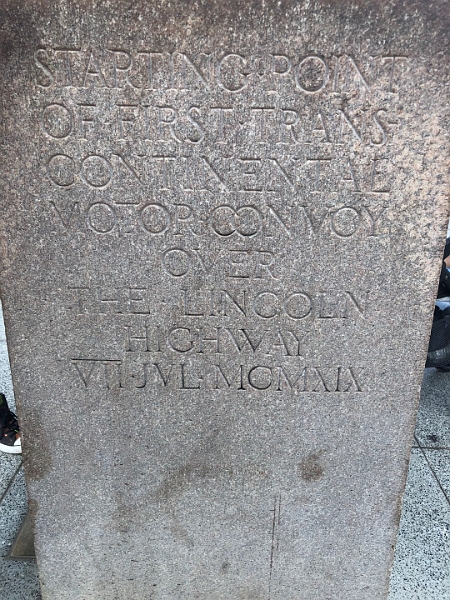 STARTING·POINT
OF·FIRST·TRANS-
CONTINENTAL
MOTOR·CONVOY
OVER
THE·LINCOLN
HIGHWAY
VII·JVL·MCMXIX